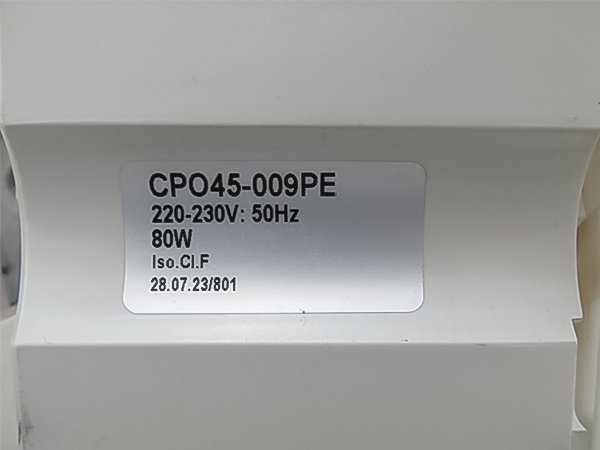 CPO45-009PE
220-230V: 50Hz
80W
Iso.Cl.F
28.07.23/801